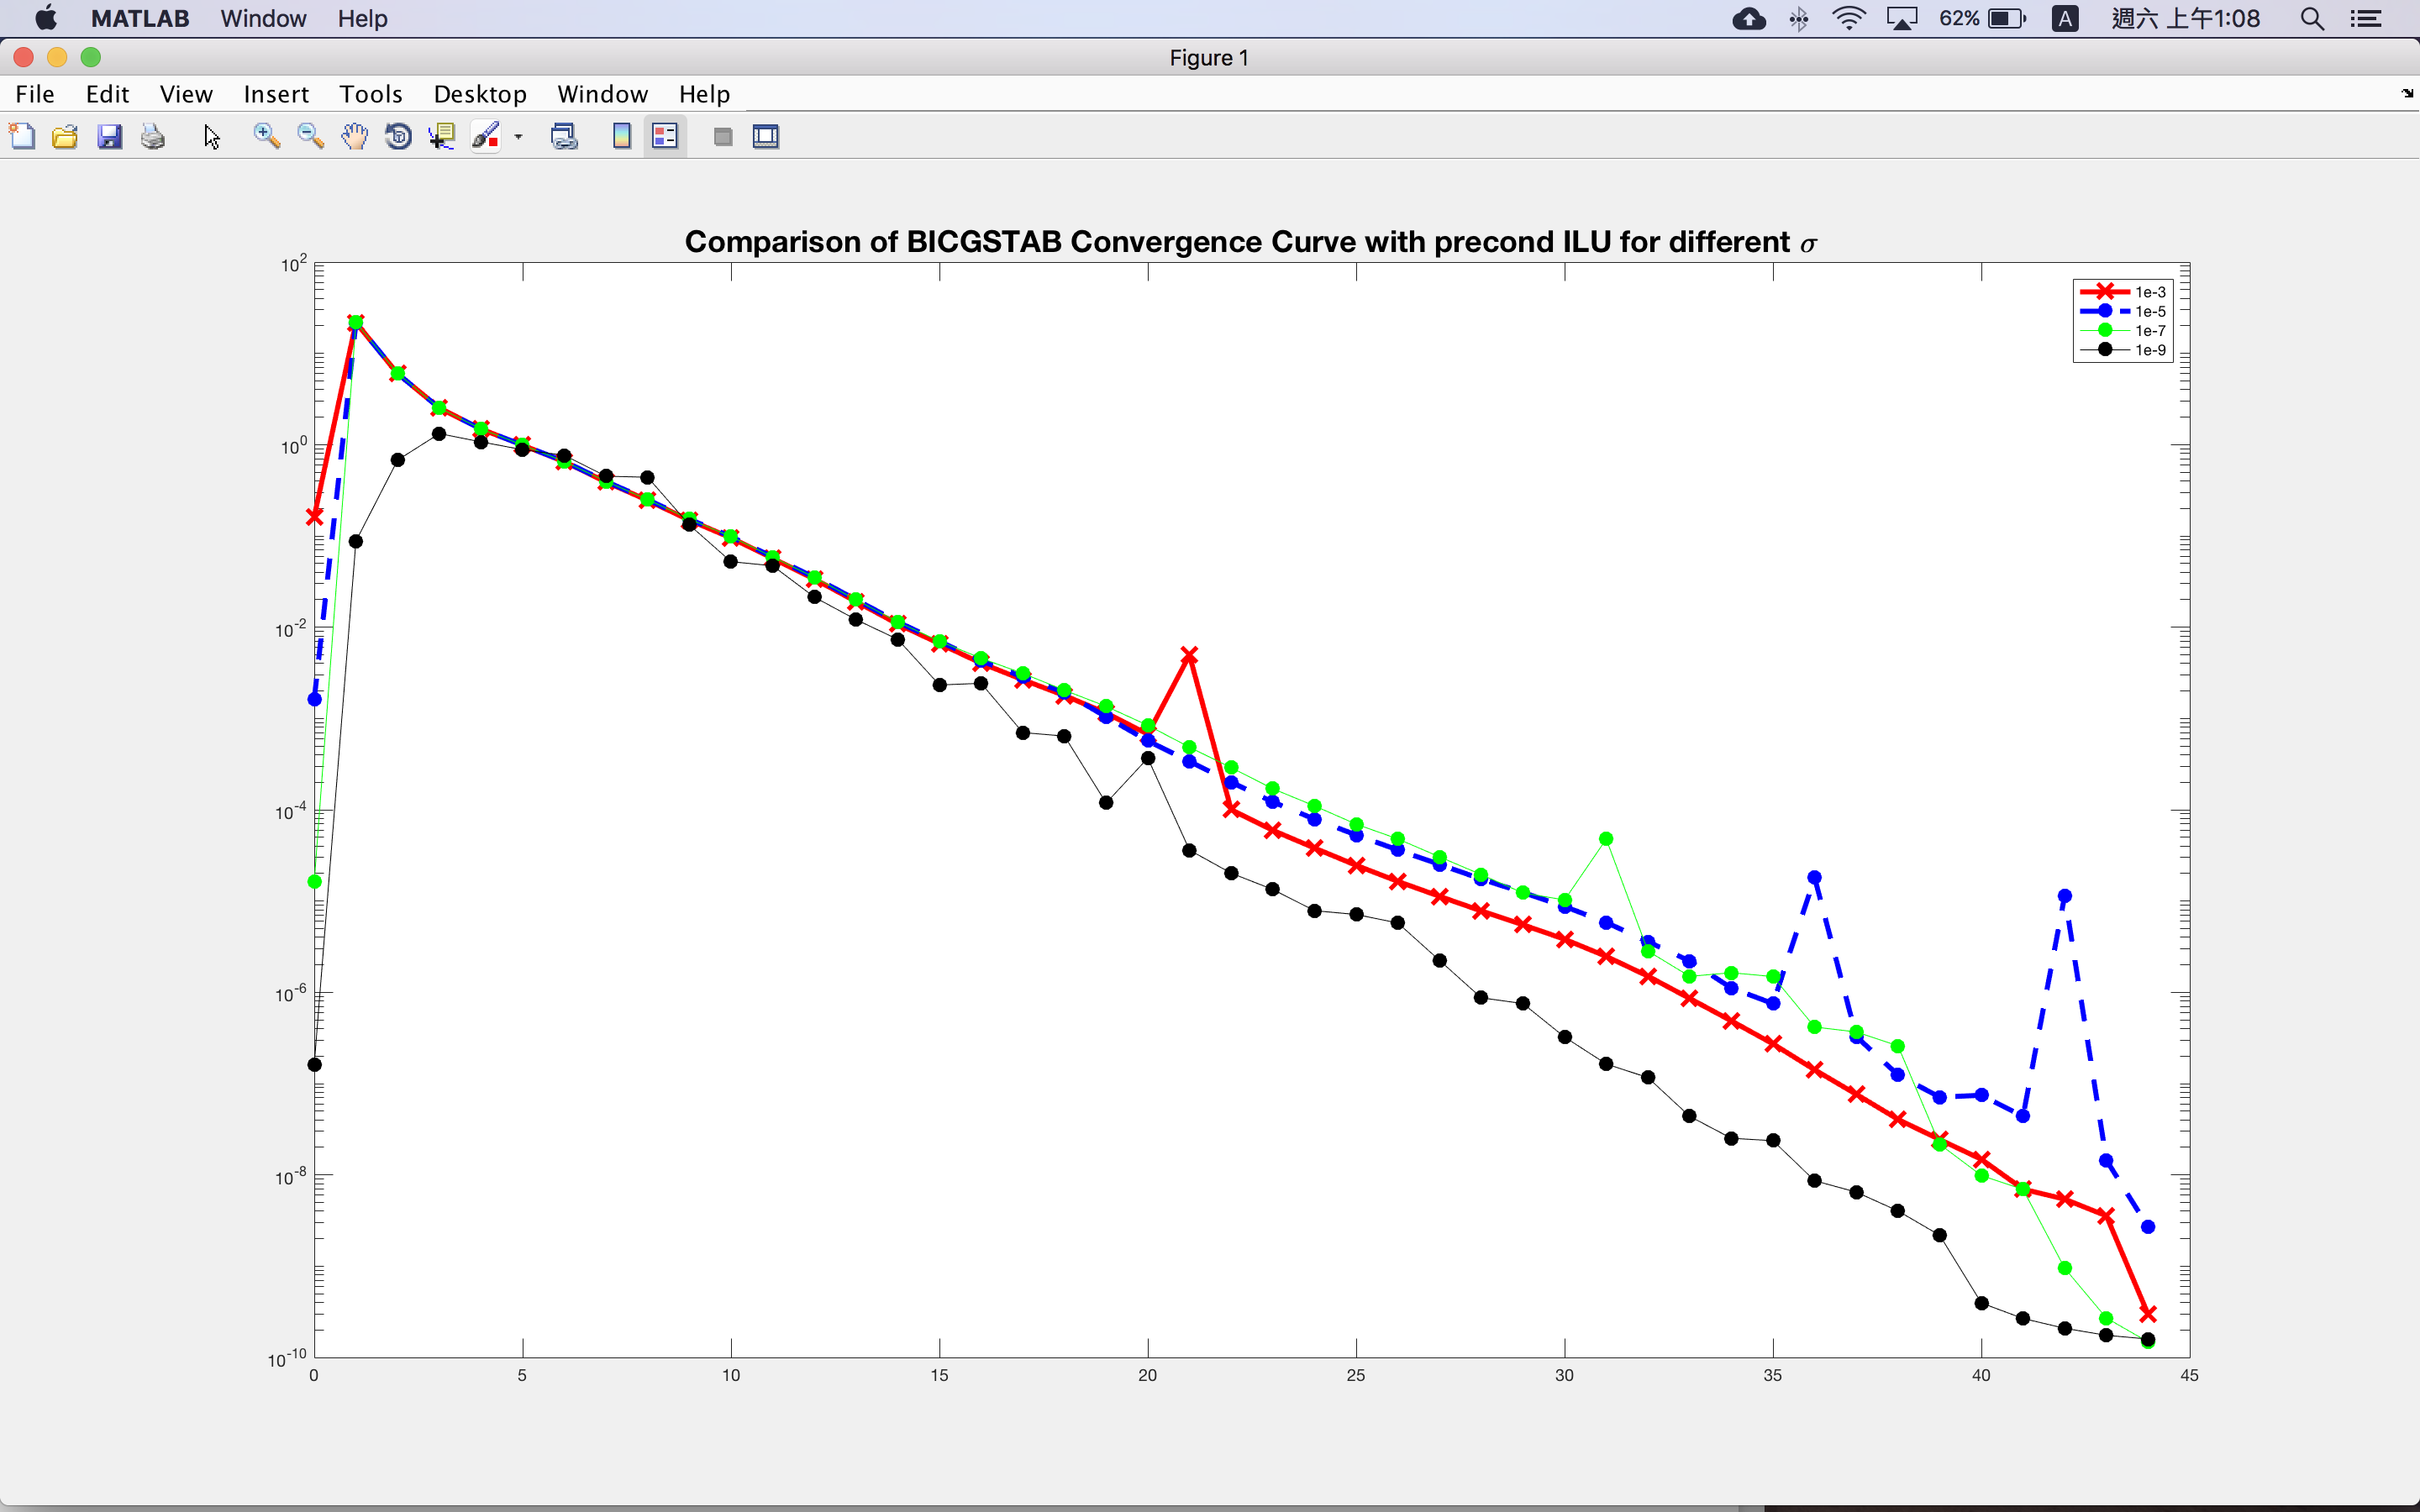 MATLAB Window Help 62% A 週六 上午1:08
Figure 1
File Edit View Insert Tools Desktop Window Help
Comparison of BICGSTAB Convergence Curve with precond ILU for different σ
10^2
1e-3
1e-5
1e-7
1e-9
10^0
10^-2
10^-4
10^-6
10^-8
10^-10
0 5 10 15 20 25 30 35 40 45